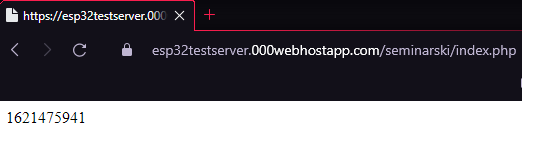 https://esp32testserver.000
esp32testserver.000webhostapp.com/seminarski/index.php
1621475941